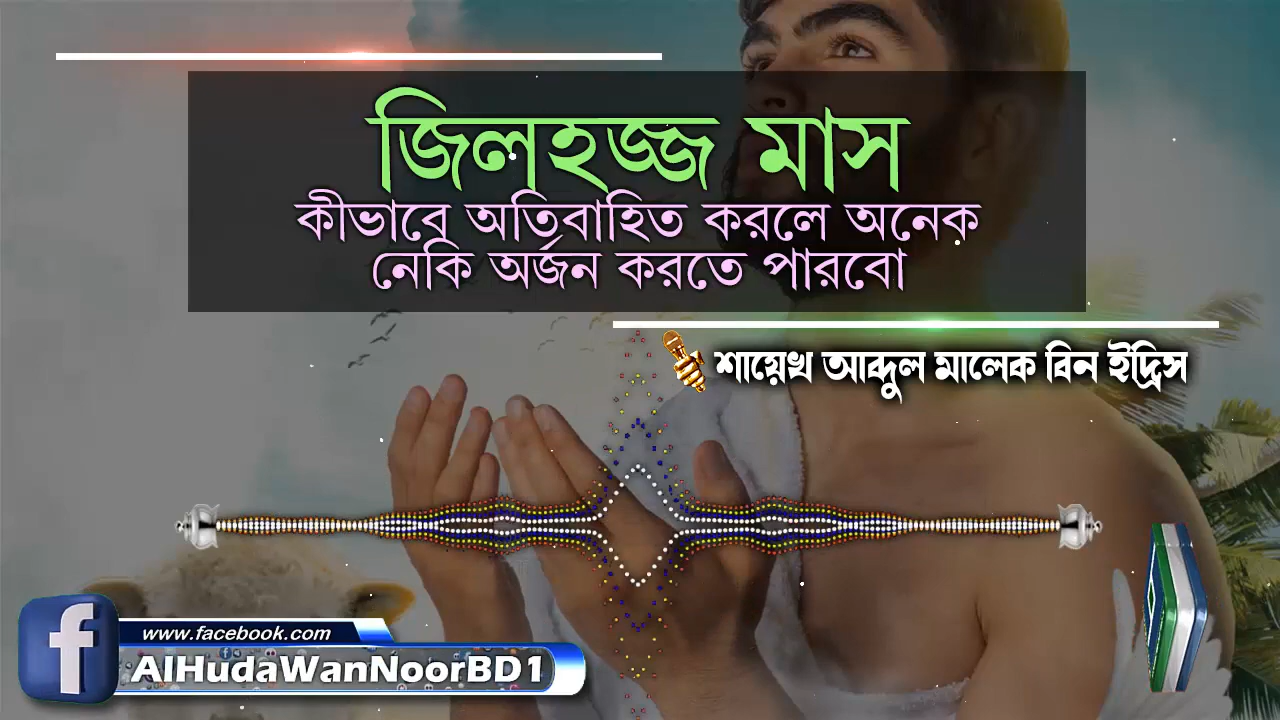 জিলহজ্জ মাস
কীভাবে অতিবাহিত করলে অনেক
নেকি অর্জন করতে পারবো
শায়েখ আব্দুল মালেক বিন ইদ্রিস
f
www.facebook.com
AlHudaWanNoorBD1